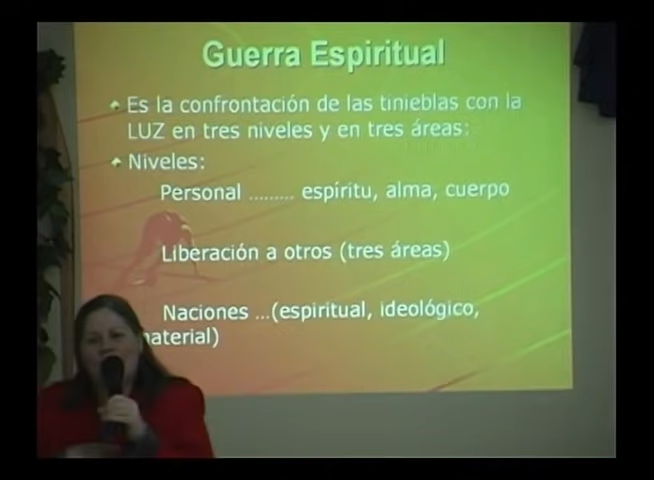 Guerra Espiritual
Es la confrontación de las tinieblas con la
LUZ en tres niveles y en tres áreas:
Niveles:
Personal ......... espíritu, alma, cuerpo
Liberación a otros (tres áreas)
Naciones ...(espiritual, ideológico,
material)